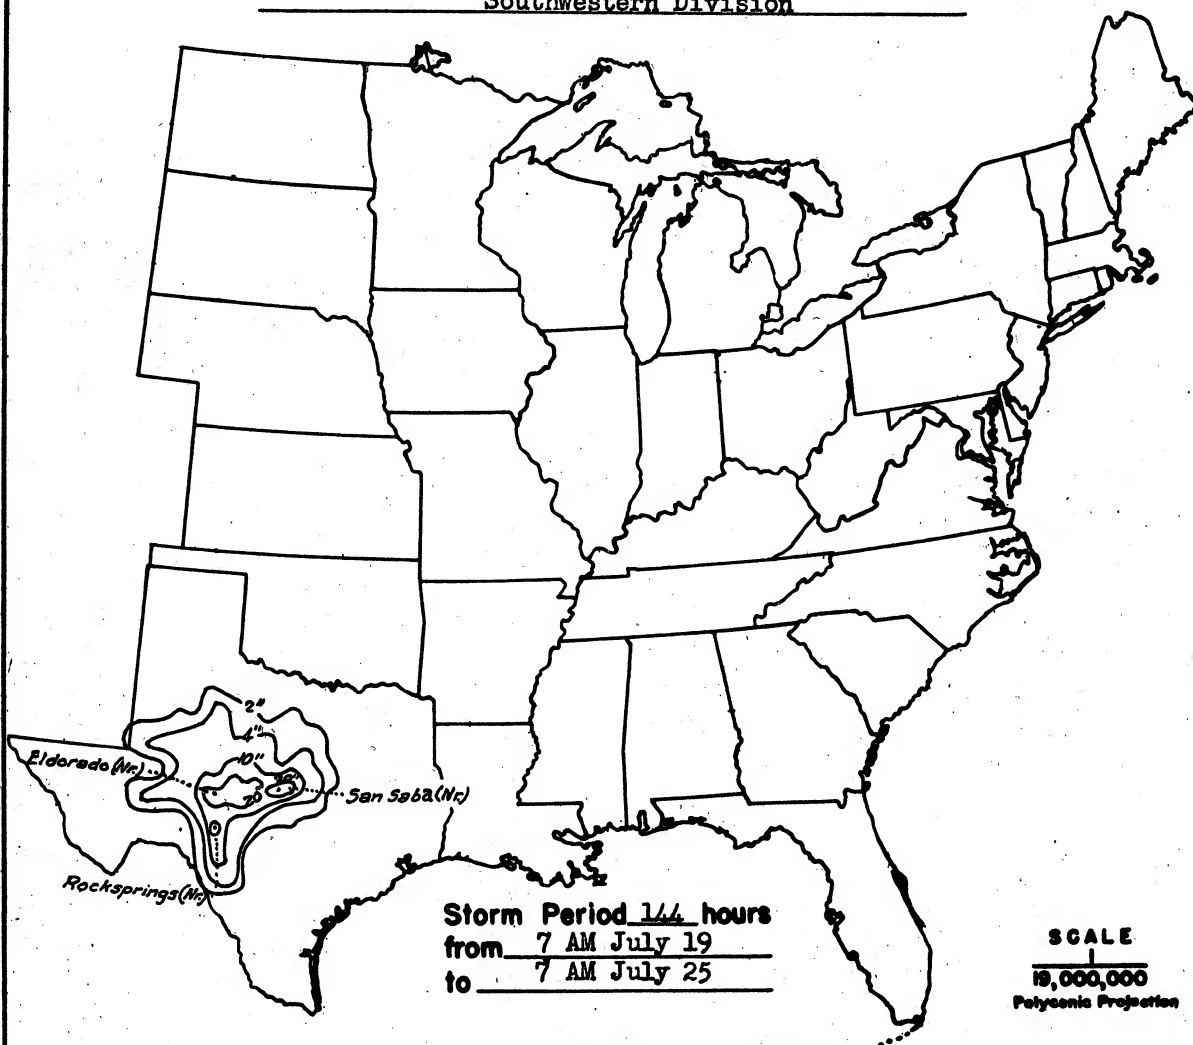 Southwestern Division
2"
4"
10"
Eldorado (Nr.)
20"
San Saba (Nr.)
Rocksprings (Nr.)
Storm Period 144 hours
from 7 AM July 19
to 7 AM July 25
SCALE
1
19,000,000
Polyconic Projection